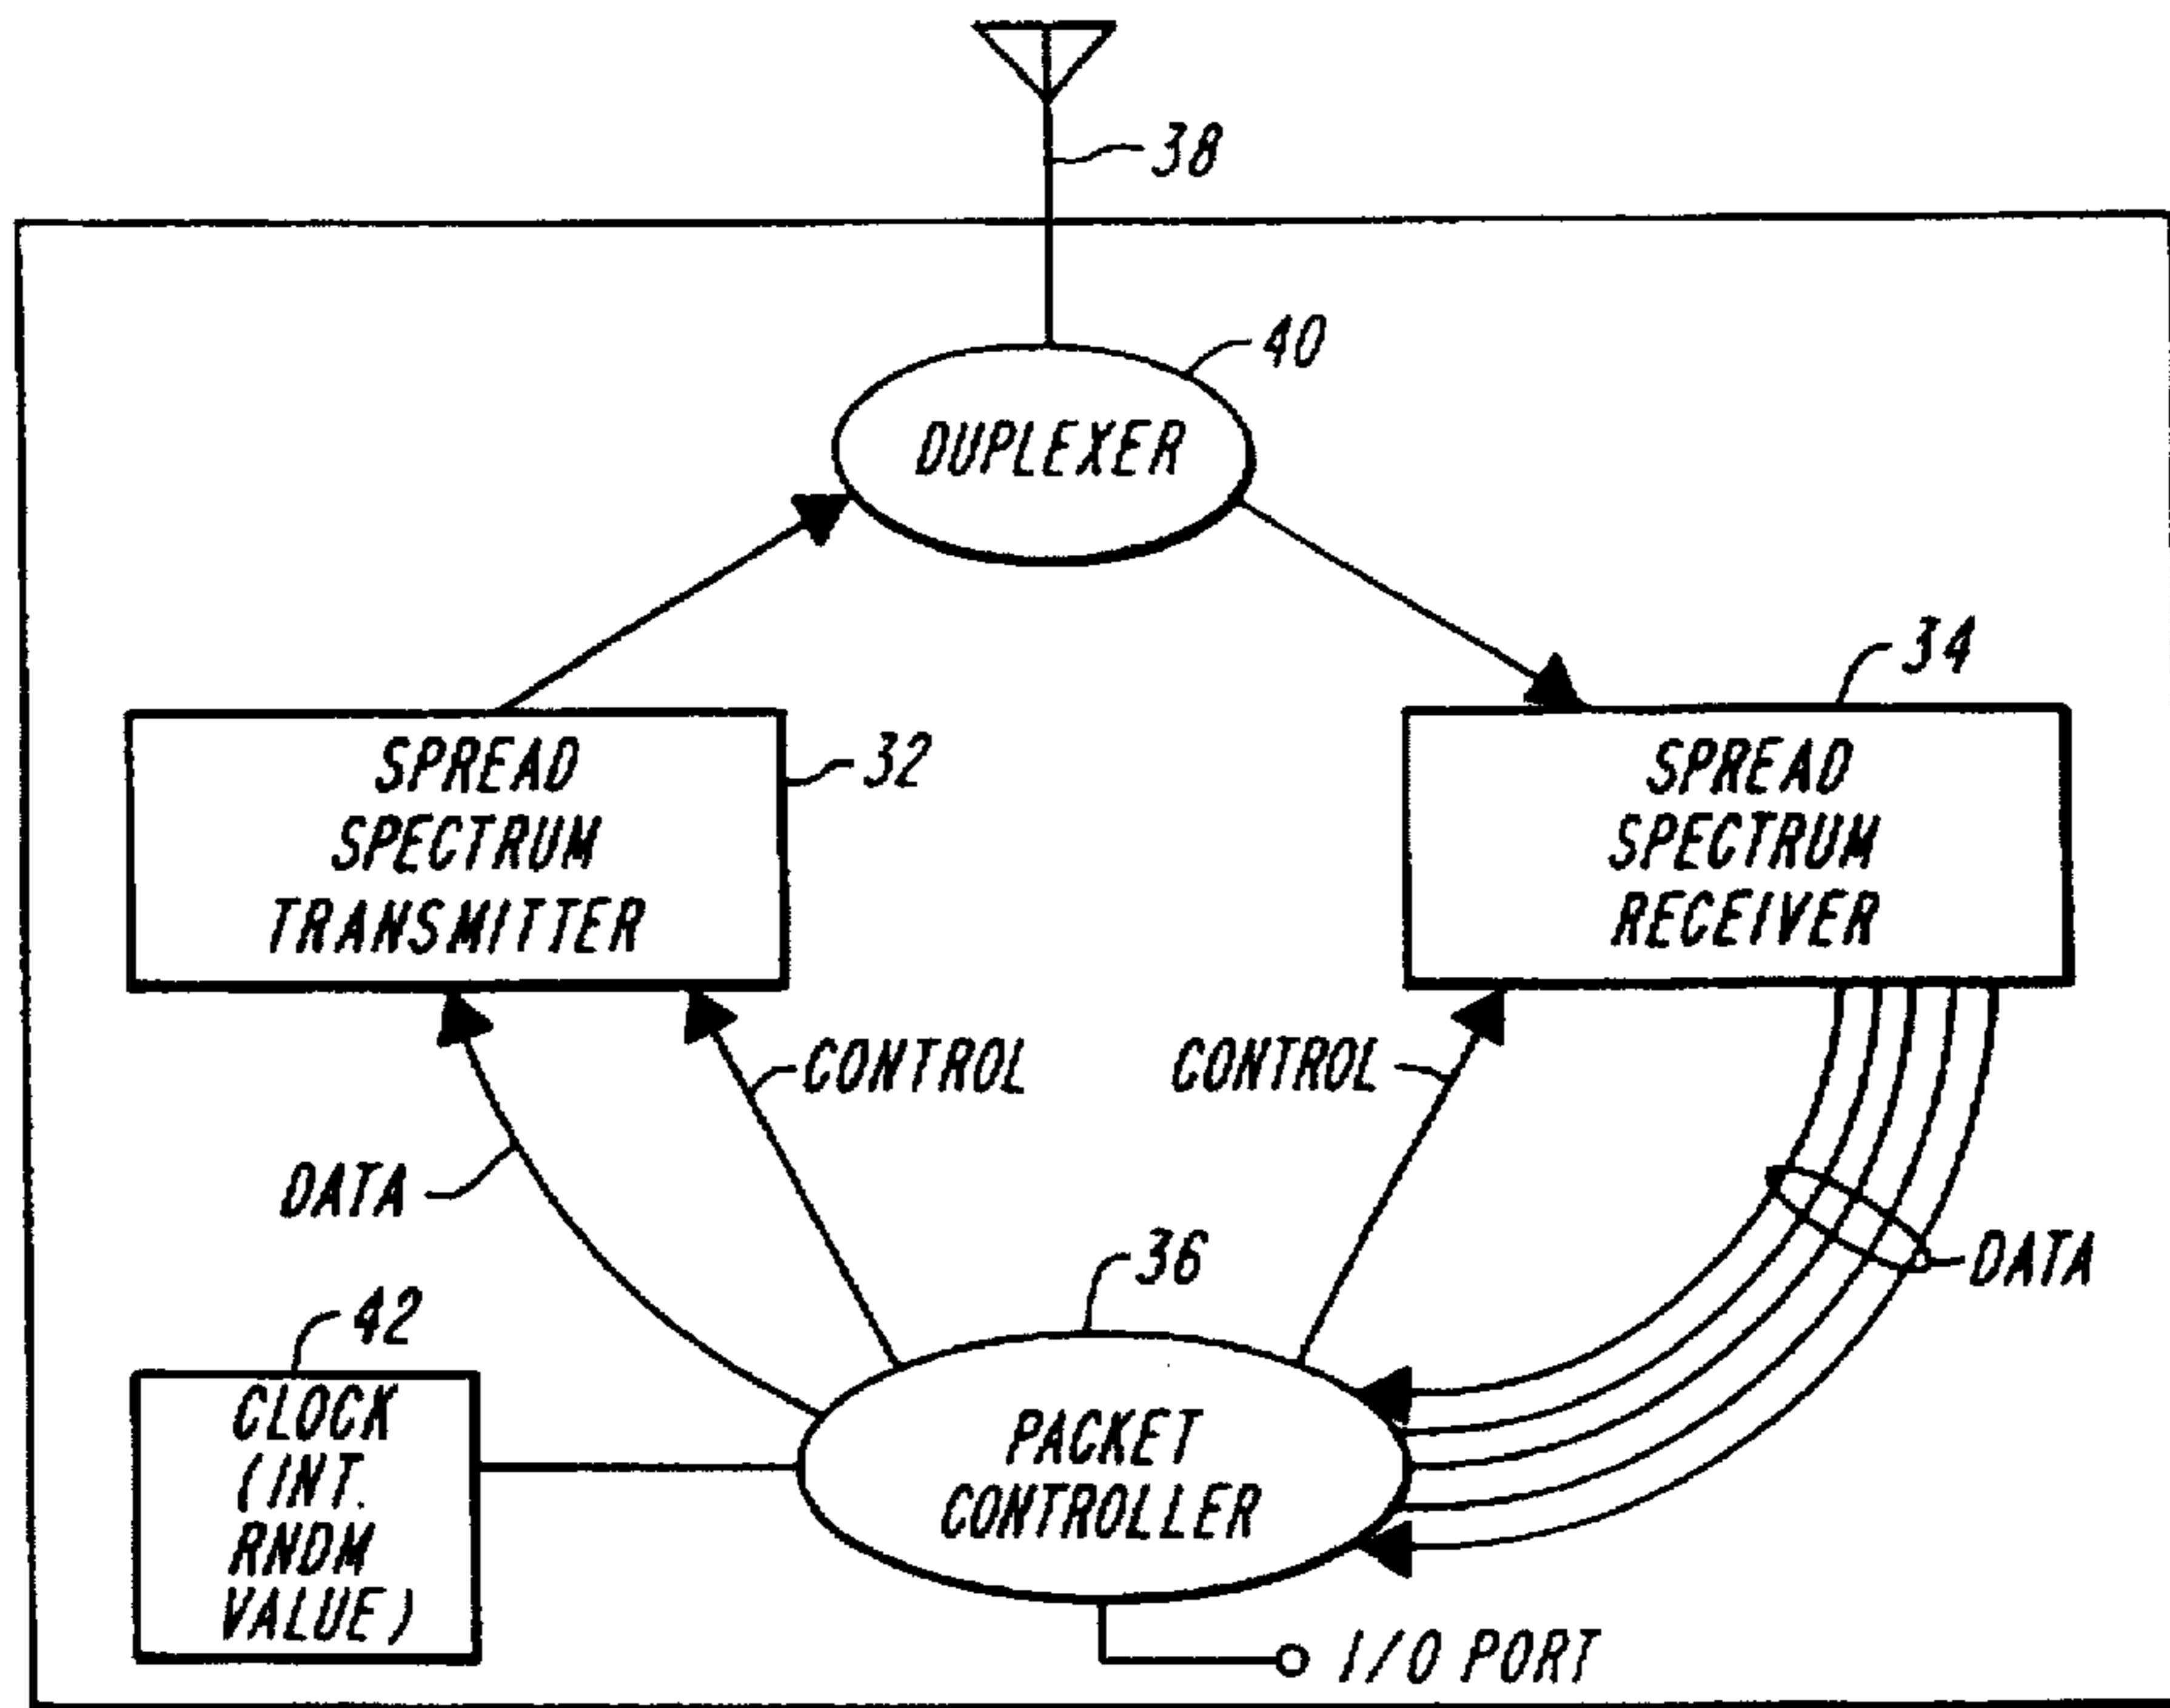 38
40
DUPLEXER
34
SPREAD
SPECTRUM
TRANSMITTER
32
SPREAD
SPECTRUM
RECEIVER
CONTROL
CONTROL
DATA
DATA
36
42
CLOCK
(INT.
RNDM
VALUE)
PACKET
CONTROLLER
I/O PORT